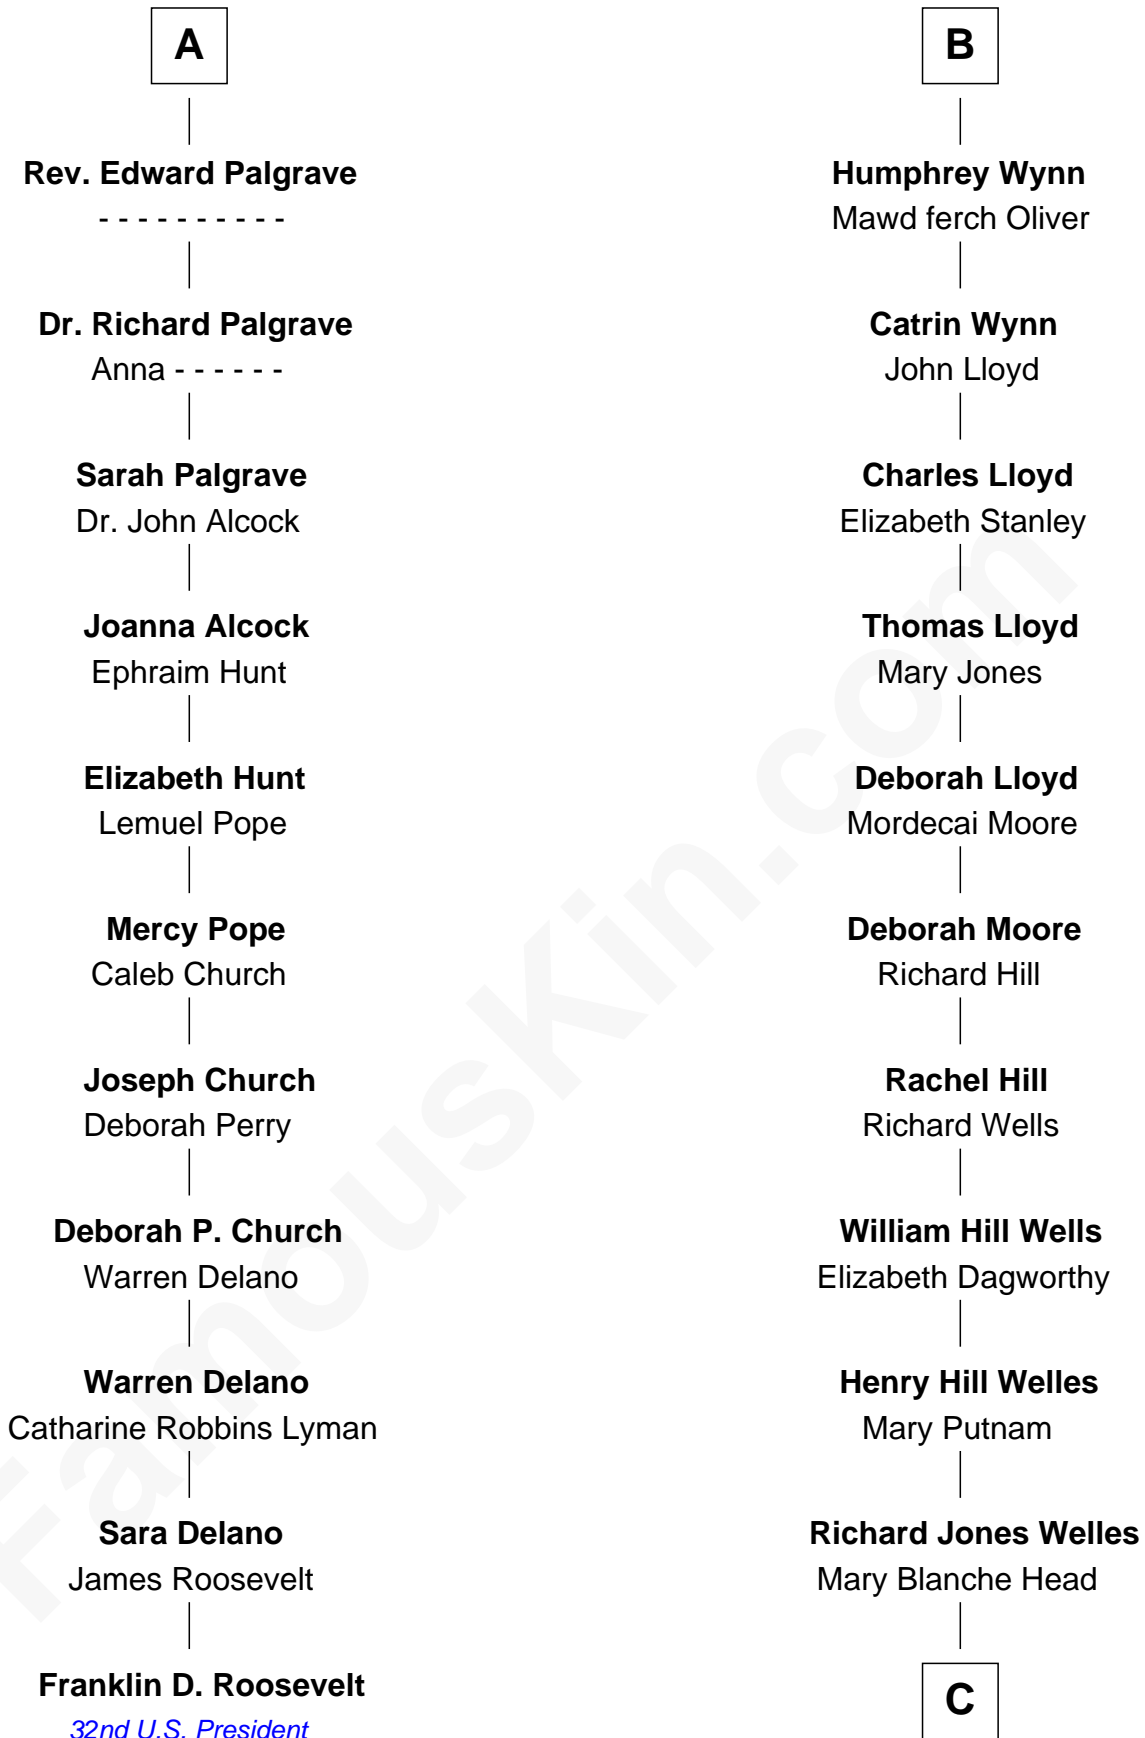 A
Rev. Edward Palgrave
- - - - - - - - - -
Dr. Richard Palgrave
Anna - - - - - -
Sarah Palgrave
Dr. John Alcock
Joanna Alcock
Ephraim Hunt
Elizabeth Hunt
Lemuel Pope
Mercy Pope
Caleb Church
Joseph Church
Deborah Perry
Deborah P. Church
Warren Delano
Warren Delano
Catharine Robbins Lyman
Sara Delano
James Roosevelt
Franklin D. Roosevelt
32nd U.S. President
B
Humphrey Wynn
Mawd ferch Oliver
Catrin Wynn
John Lloyd
Charles Lloyd
Elizabeth Stanley
Thomas Lloyd
Mary Jones
Deborah Lloyd
Mordecai Moore
Deborah Moore
Richard Hill
Rachel Hill
Richard Wells
William Hill Wells
Elizabeth Dagworthy
Henry Hill Welles
Mary Putnam
Richard Jones Welles
Mary Blanche Head
C
FamousKin.com